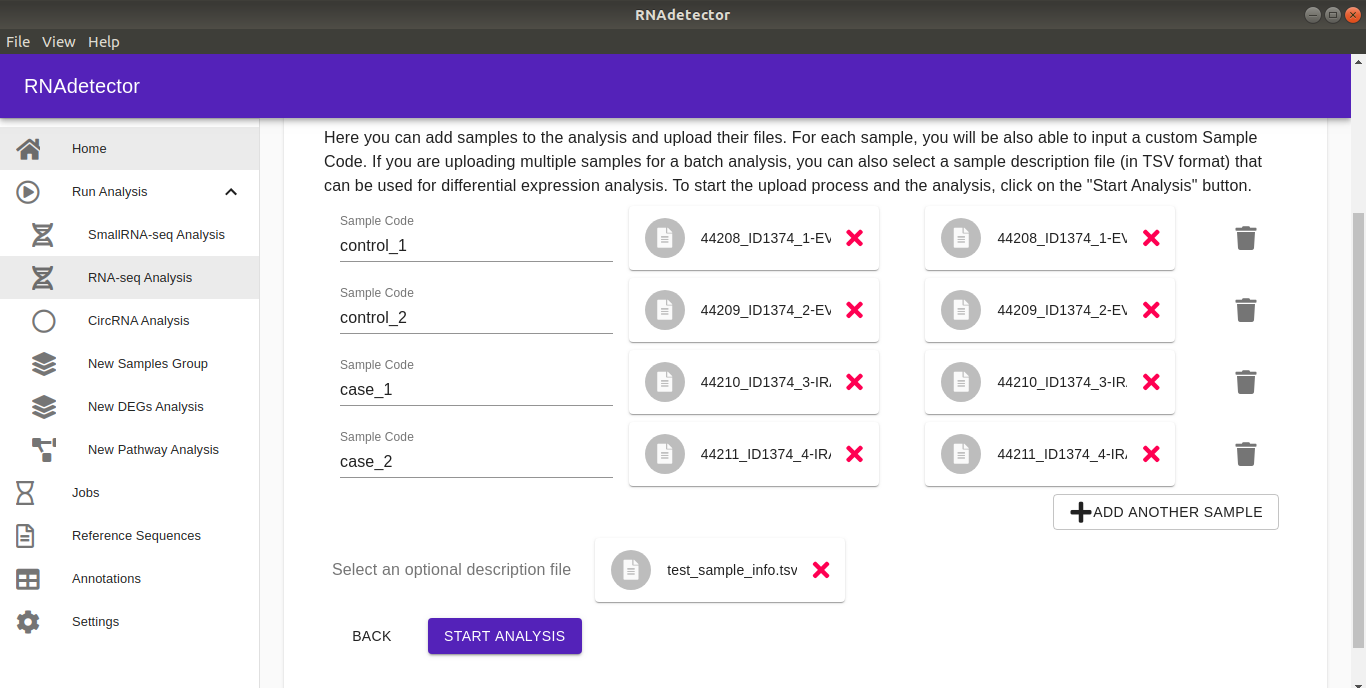 RNAdetector
File View Help
RNAdetector
Home
Run Analysis
SmallRNA-seq Analysis
RNA-seq Analysis
CircRNA Analysis
New Samples Group
New DEGs Analysis
New Pathway Analysis
Jobs
Reference Sequences
Annotations
Settings
Here you can add samples to the analysis and upload their files. For each sample, you will be also able to input a custom Sample
Code. If you are uploading multiple samples for a batch analysis, you can also select a sample description file (in TSV format) that
can be used for differential expression analysis. To start the upload process and the analysis, click on the "Start Analysis" button.
Sample Code
control_1 44208_ID1374_1-EV 44208_ID1374_1-EV
Sample Code
control_2 44209_ID1374_2-EV 44209_ID1374_2-EV
Sample Code
case_1 44210_ID1374_3-IRA 44210_ID1374_3-IRA
Sample Code
case_2 44211_ID1374_4-IRA 44211_ID1374_4-IRA
ADD ANOTHER SAMPLE
Select an optional description file test_sample_info.tsv
BACK START ANALYSIS